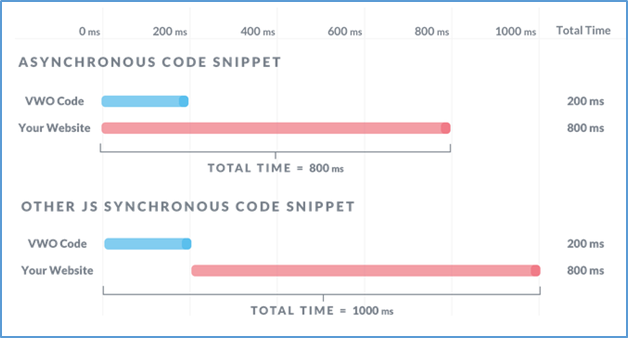 0 ms 200 ms 400 ms 600 ms 800 ms 1000 ms Total Time
ASYNCHRONOUS CODE SNIPPET
VWO Code 200 ms
Your Website 800 ms
TOTAL TIME = 800 ms
OTHER JS SYNCHRONOUS CODE SNIPPET
VWO Code 200 ms
Your Website 800 ms
TOTAL TIME = 1000 ms